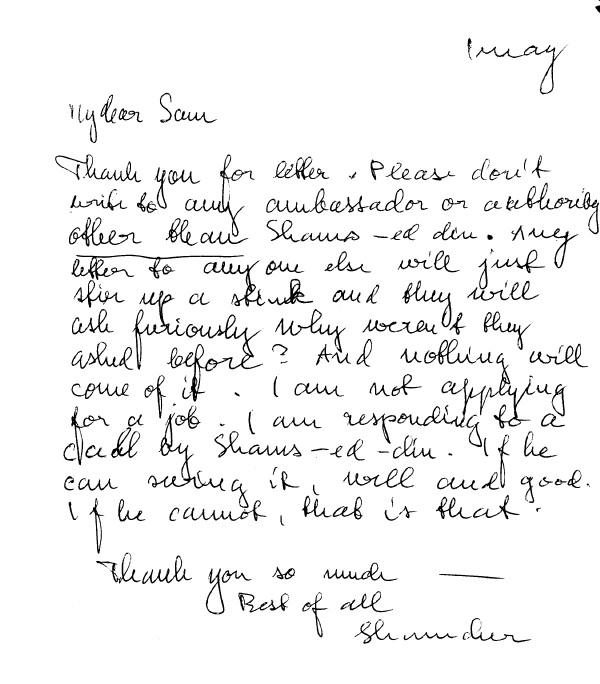 1 may
My dear Sam
Thank you for letter. Please don't
write to any ambassador or authority
other than Shams-ed din. Any
letter to anyone else will just
stir up a stink and they will
ask furiously why weren't they
asked before? And nothing will
come of it. I am not applying
for a job. I am responding to a
call by Shams-ed-din. If he
can swing it, well and good.
If he cannot, that is that.
Thank you so much —
Best of all